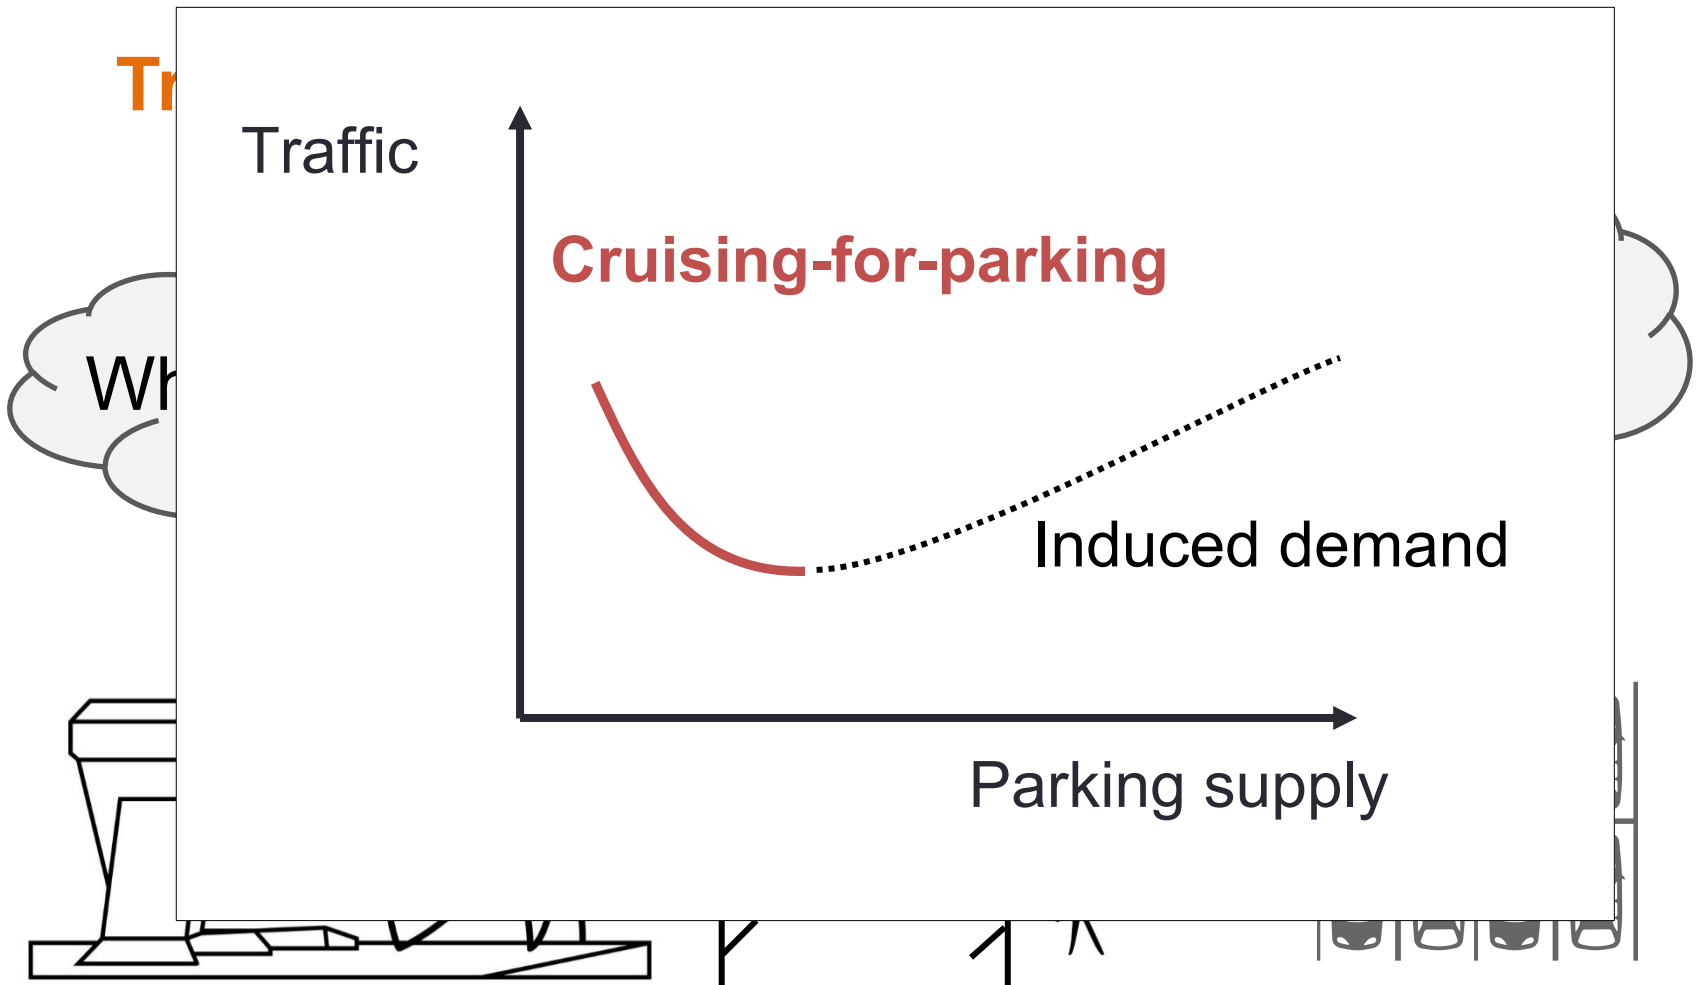 Traffic
Cruising-for-parking
Induced demand
Parking supply